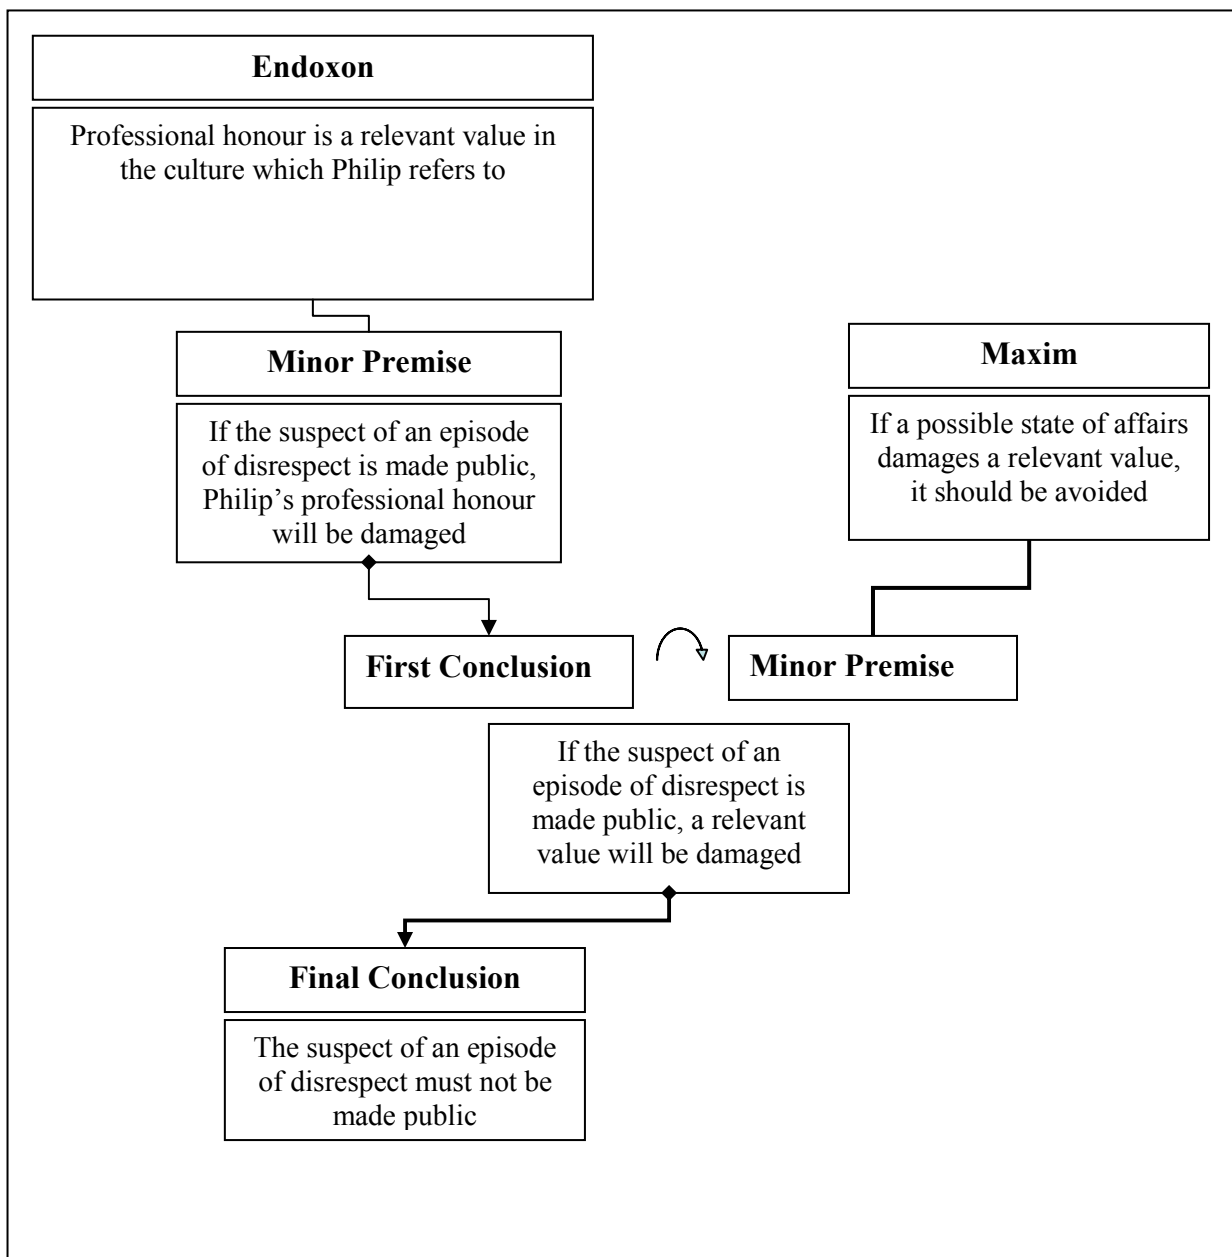 Endoxon
Professional honour is a relevant value in
the culture which Philip refers to
Minor Premise
If the suspect of an episode
of disrespect is made public,
Philip’s professional honour
will be damaged
Maxim
If a possible state of affairs
damages a relevant value,
it should be avoided
First Conclusion
Minor Premise
If the suspect of an
episode of disrespect is
made public, a relevant
value will be damaged
Final Conclusion
The suspect of an episode
of disrespect must not be
made public